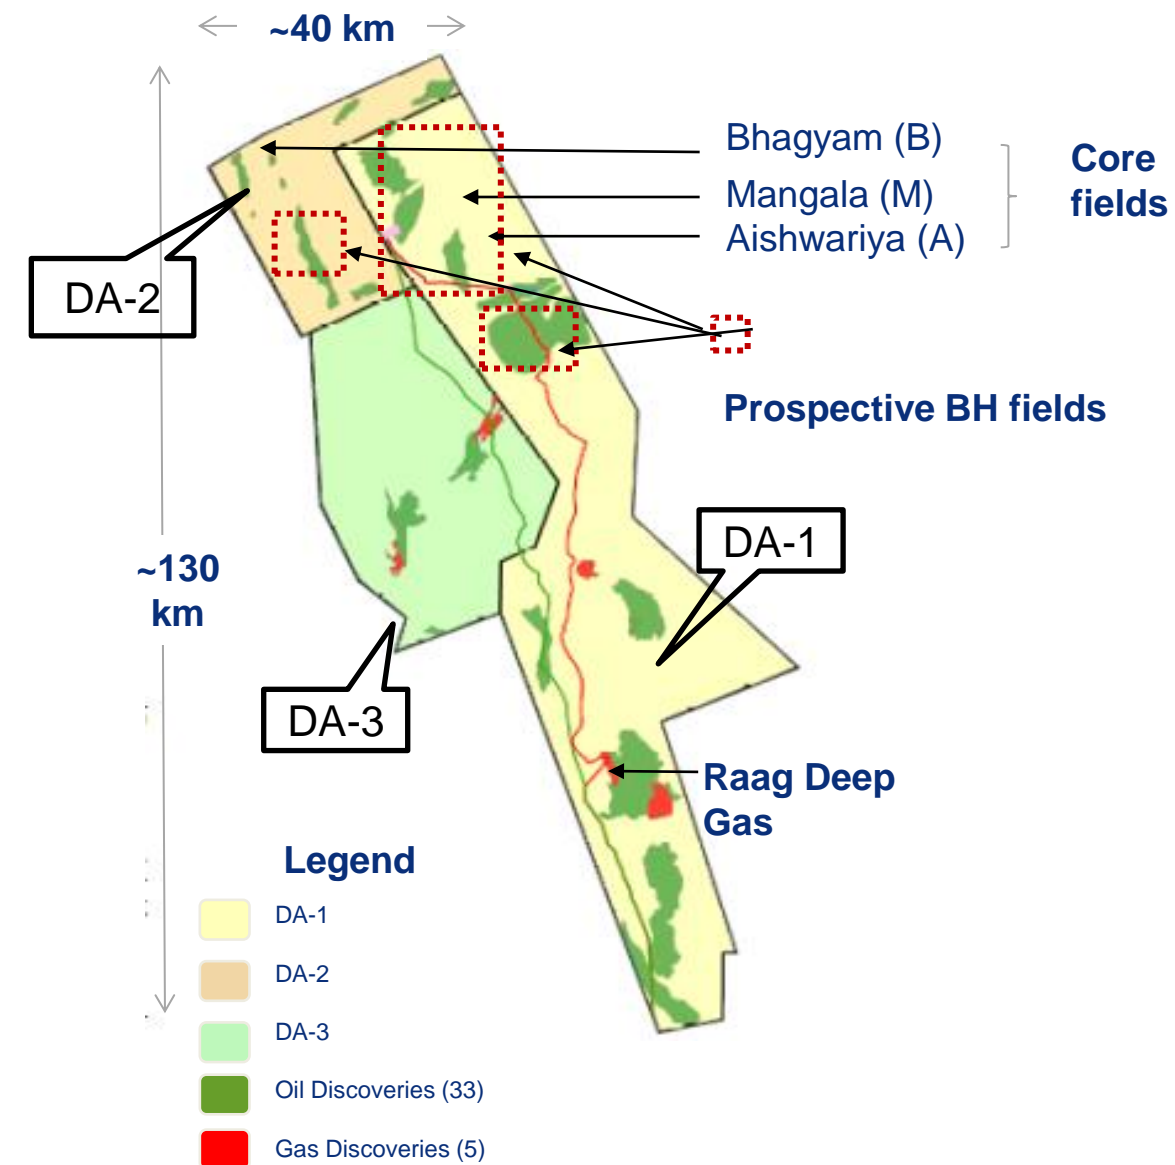 ~40 km
Bhagyam (B)
Mangala (M)
Aishwariya (A)
Core
fields
DA-2
Prospective BH fields
DA-1
~130
km
DA-3
Raag Deep
Gas
Legend
DA-1
DA-2
DA-3
Oil Discoveries (33)
Gas Discoveries (5)